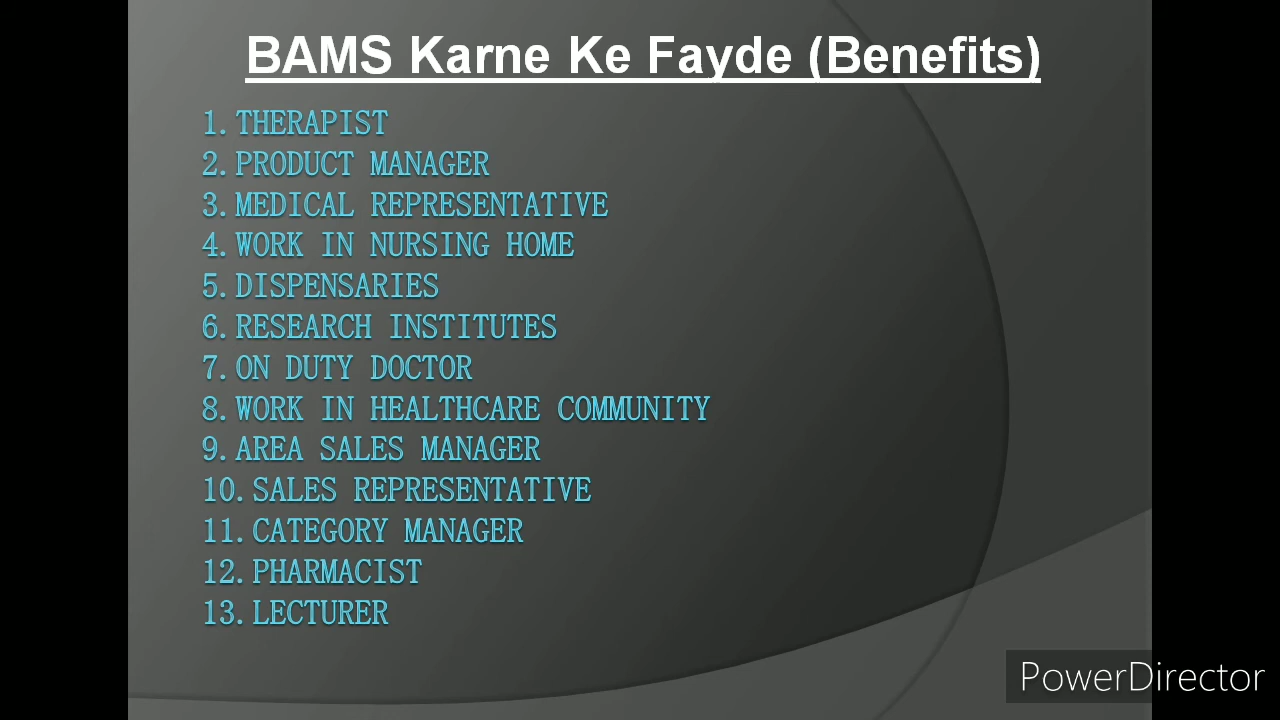 BAMS Karne Ke Fayde (Benefits)
1. THERAPIST
2. PRODUCT MANAGER
3. MEDICAL REPRESENTATIVE
4. WORK IN NURSING HOME
5. DISPENSARIES
6. RESEARCH INSTITUTES
7. ON DUTY DOCTOR
8. WORK IN HEALTHCARE COMMUNITY
9. AREA SALES MANAGER
10. SALES REPRESENTATIVE
11. CATEGORY MANAGER
12. PHARMACIST
13. LECTURER
PowerDirector